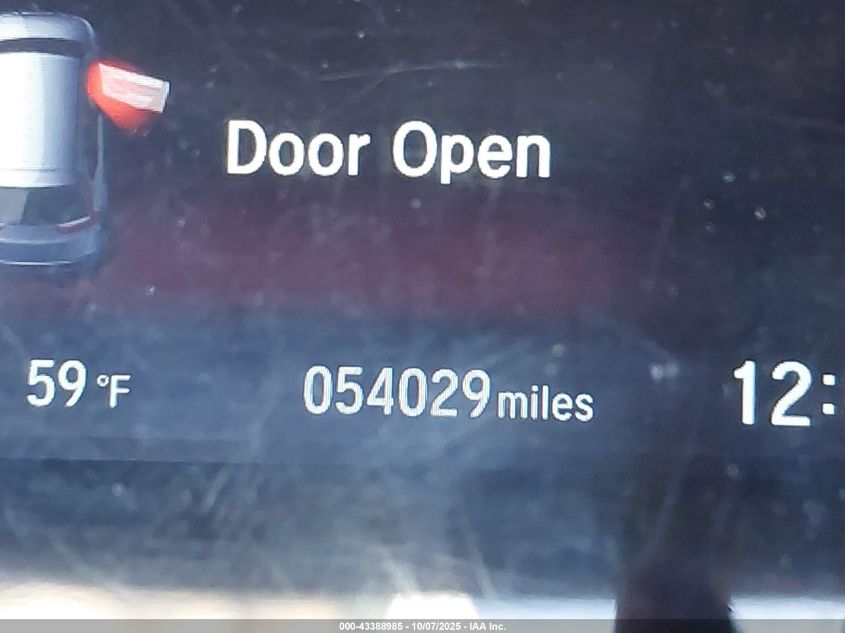 Door Open
59 °F 054029 miles 12:
000-43388985 - 10/07/2025 - IAA Inc.